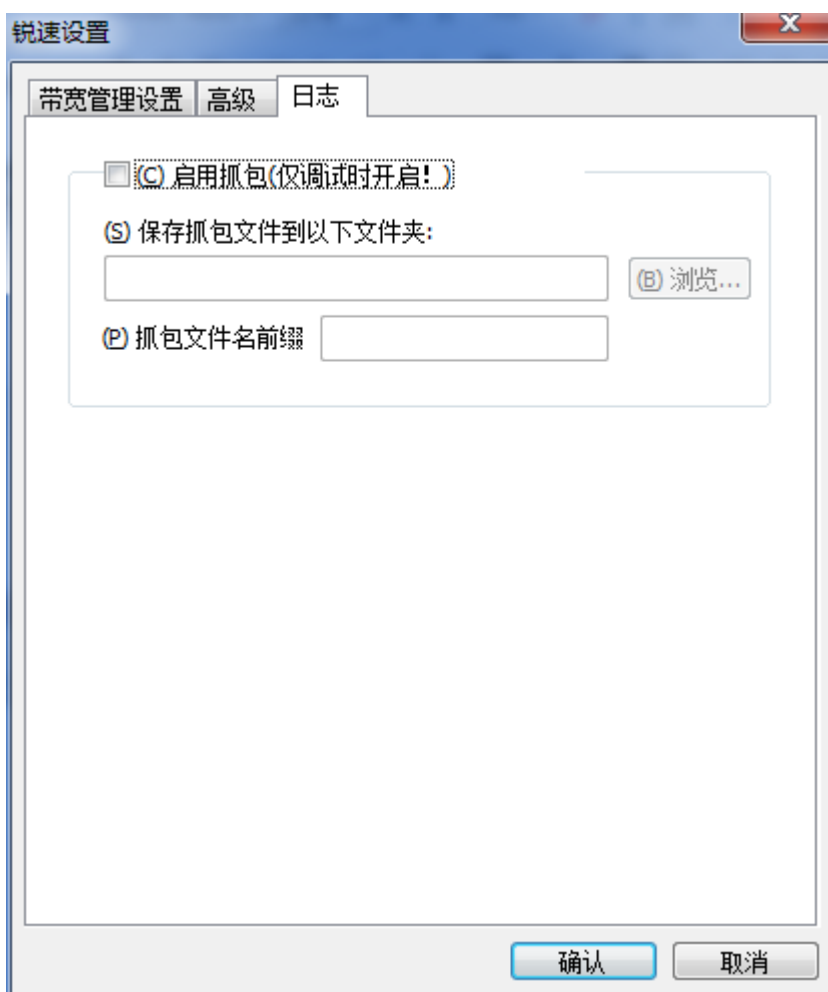 锐速设置
带宽管理设置 高级 日志
(C) 启用抓包(仅调试时开启！)
(S) 保存抓包文件到以下文件夹:
(B) 浏览...
(P) 抓包文件名前缀
确认 取消